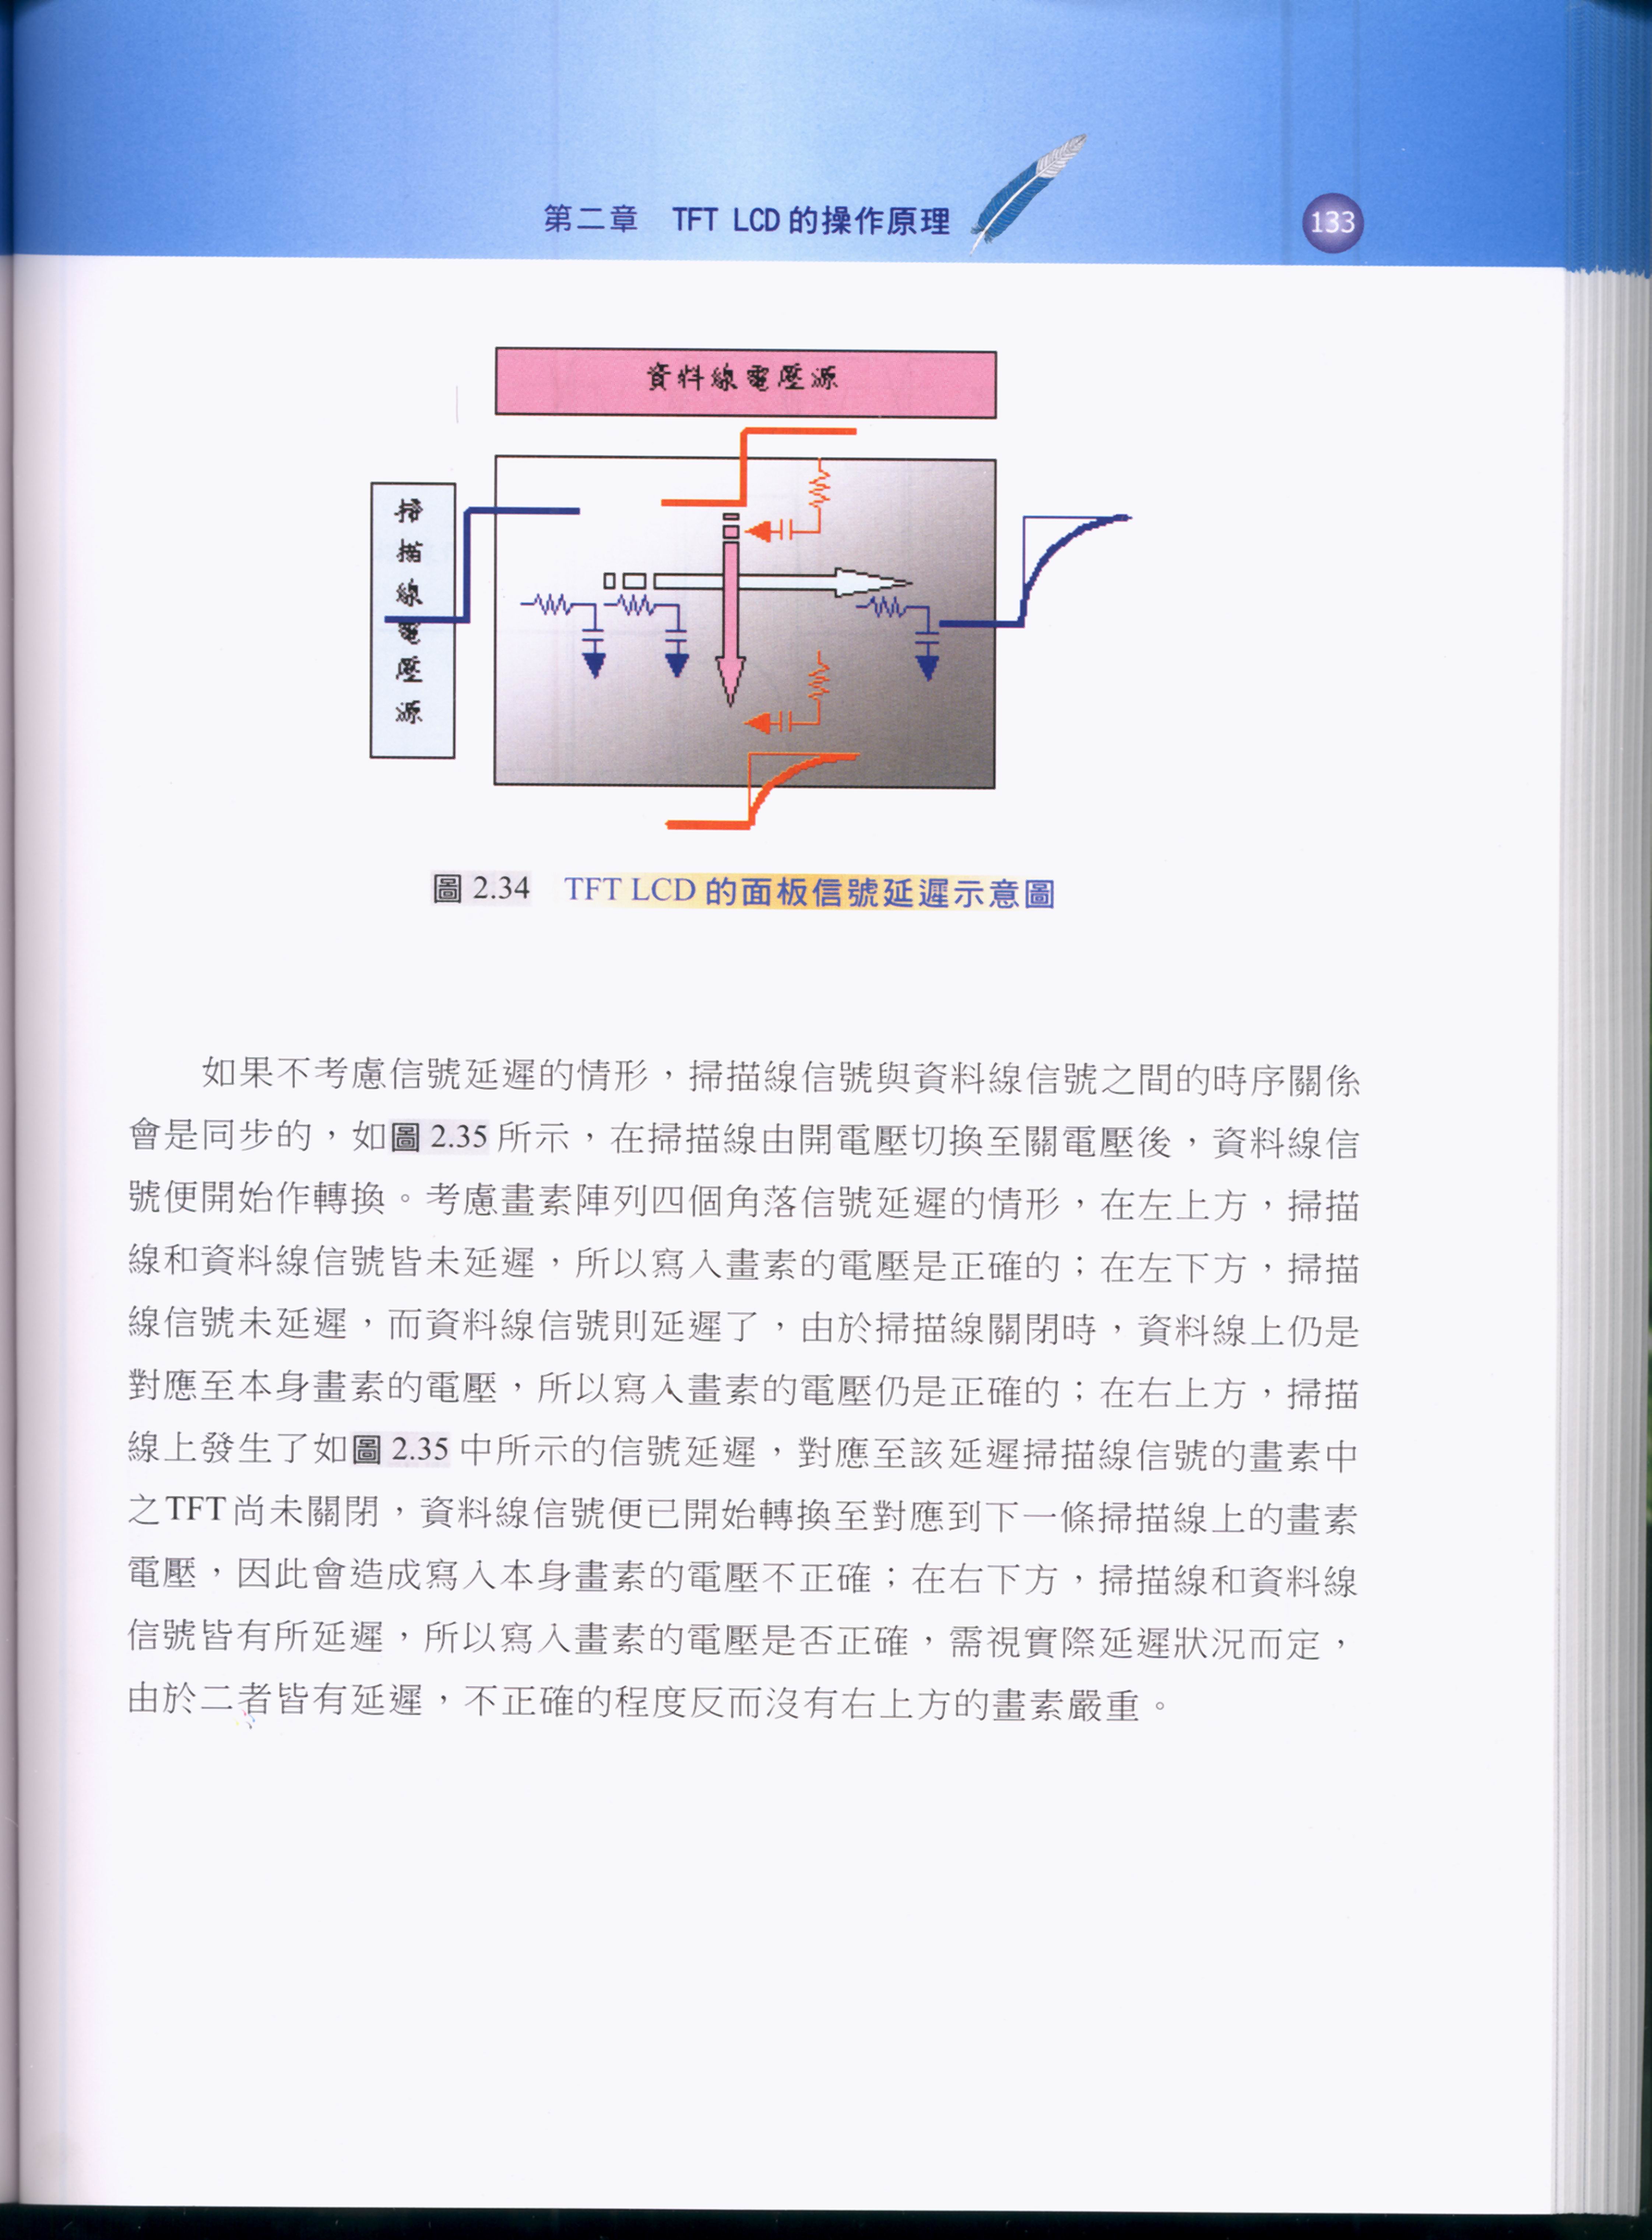 第二章 TFT LCD 的操作原理
133
資料線電壓源
掃
描
線
電
壓
源
圖 2.34 TFT LCD 的面板信號延遲示意圖
如果不考慮信號延遲的情形，掃描線信號與資料線信號之間的時序關係
會是同步的，如圖 2.35 所示，在掃描線由開電壓切換至關電壓後，資料線信
號便開始作轉換。考慮畫素陣列四個角落信號延遲的情形，在左上方，掃描
線和資料線信號皆未延遲，所以寫入畫素的電壓是正確的；在左下方，掃描
線信號未延遲，而資料線信號則延遲了，由於掃描線關閉時，資料線上仍是
對應至本身畫素的電壓，所以寫入畫素的電壓仍是正確的；在右上方，掃描
線上發生了如圖 2.35 中所示的信號延遲，對應至該延遲掃描線信號的畫素中
之TFT 尚未關閉，資料線信號便已開始轉換至對應到下一條掃描線上的畫素
電壓，因此會造成寫入本身畫素的電壓不正確；在右下方，掃描線和資料線
信號皆有所延遲，所以寫入畫素的電壓是否正確，需視實際延遲狀況而定，
由於二者皆有延遲，不正確的程度反而沒有右上方的畫素嚴重。